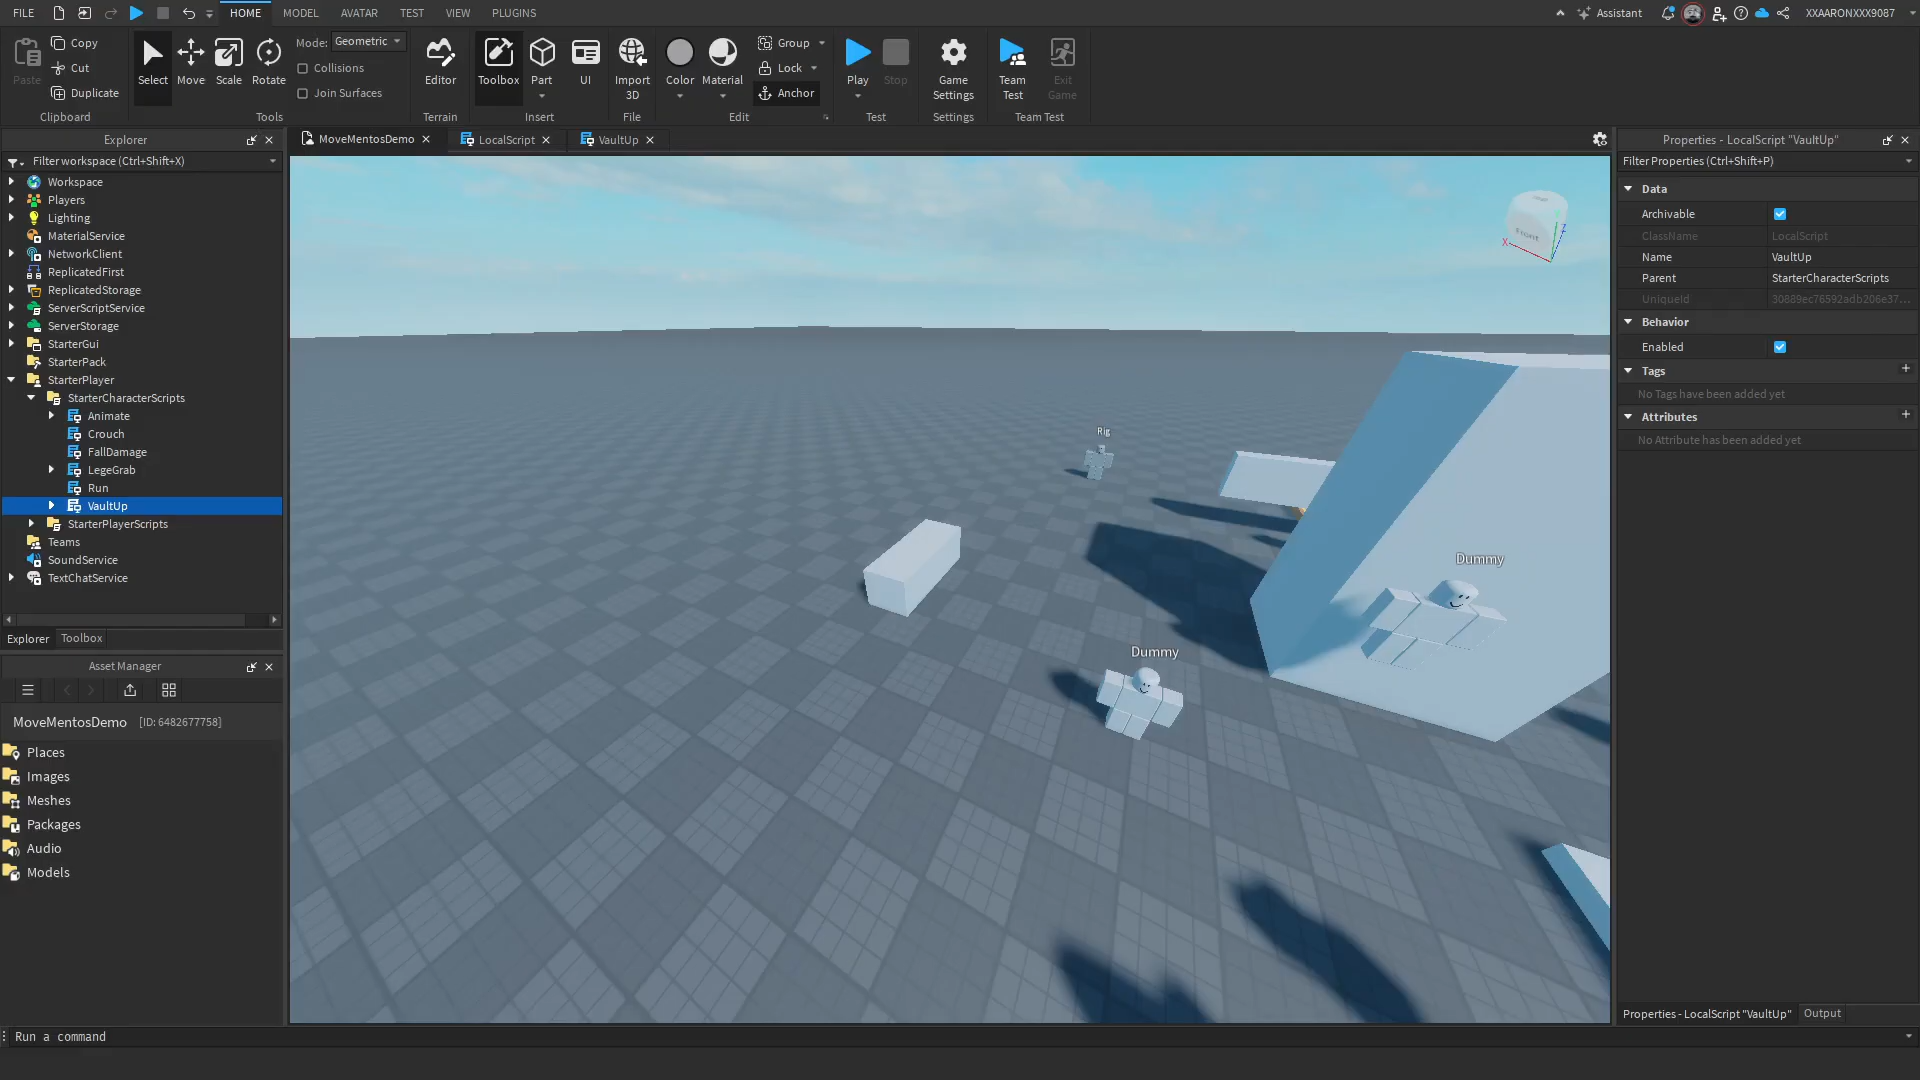 FILE HOME MODEL AVATAR TEST VIEW PLUGINS Assistant XXAARONXXX9087
Paste Copy Cut Duplicate Clipboard
Select Move Scale Rotate Mode: Geometric Collisions Join Surfaces Tools
Editor Terrain
Toolbox Part UI Insert
Import 3D File
Color Material Group Lock Anchor Edit
Play Stop Test
Game Settings Settings
Team Test Exit Game Team Test
Explorer
Filter workspace (Ctrl+Shift+X)
Workspace
Players
Lighting
MaterialService
NetworkClient
ReplicatedFirst
ReplicatedStorage
ServerScriptService
ServerStorage
StarterGui
StarterPack
StarterPlayer
StarterCharacterScripts
Animate
Crouch
FallDamage
LegeGrab
Run
VaultUp
StarterPlayerScripts
Teams
SoundService
TextChatService
Explorer Toolbox
Asset Manager
MoveMentosDemo [ID: 6482677758]
Places
Images
Meshes
Packages
Audio
Models
MoveMentosDemo LocalScript VaultUp
Front
X
Z
Rig
Dummy
Dummy
Properties - LocalScript "VaultUp"
Filter Properties (Ctrl+Shift+P)
Data
Archivable
ClassName LocalScript
Name VaultUp
Parent StarterCharacterScripts
UniqueId 30889ec76592adb206e37...
Behavior
Enabled
Tags
No Tags have been added yet
Attributes
No Attribute has been added yet
Properties - LocalScript "VaultUp" Output
Run a command